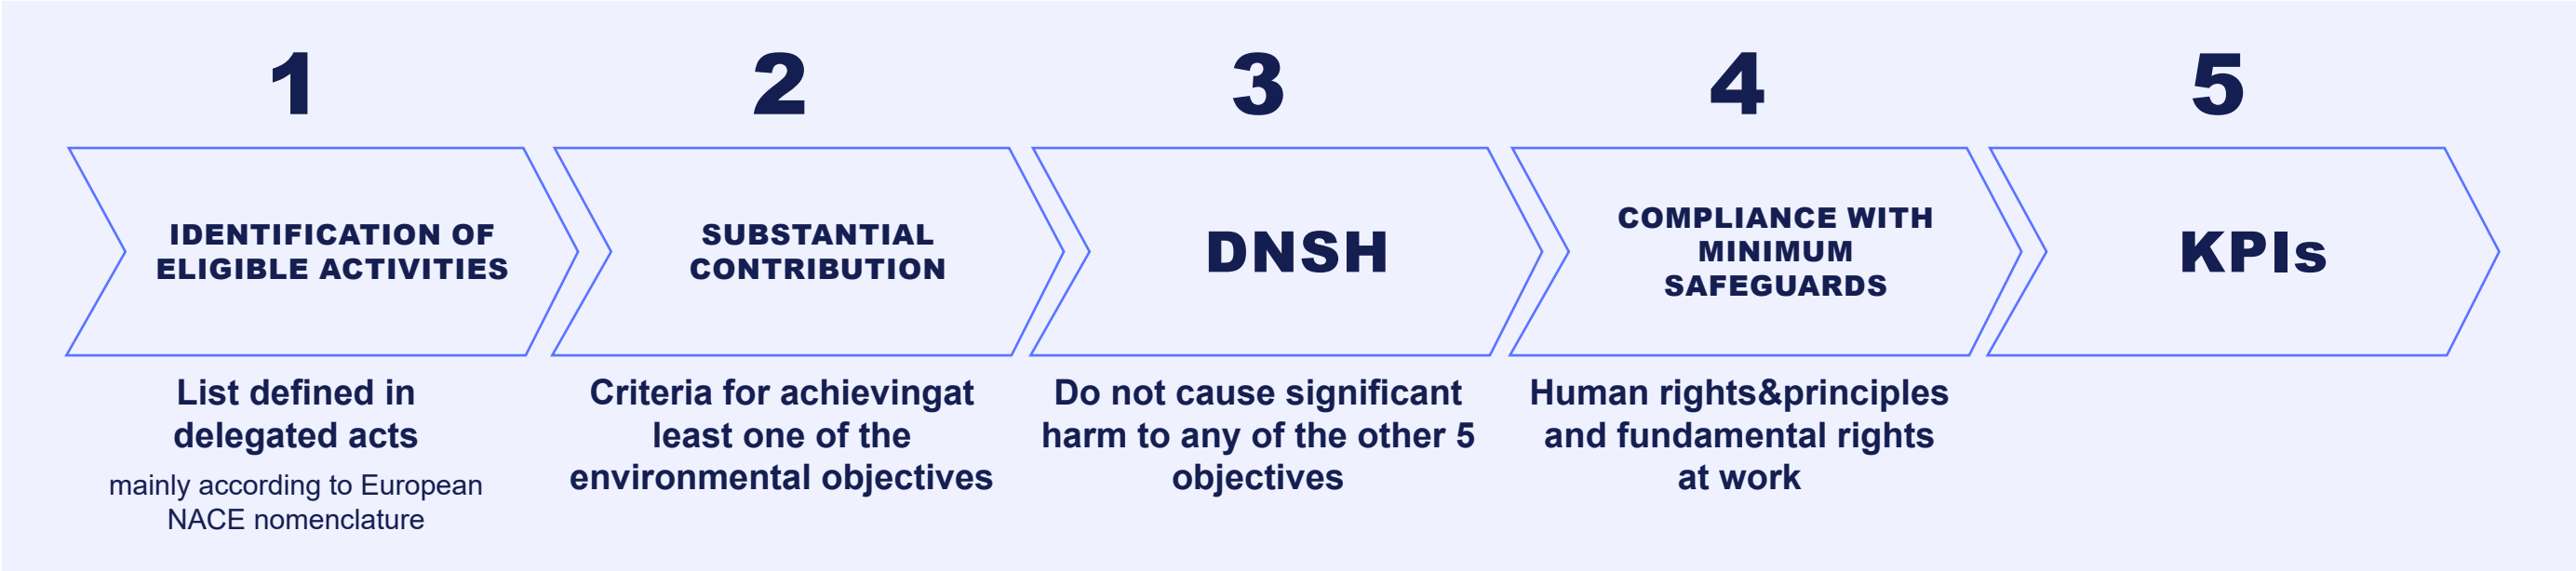 1
2
3
4
5
IDENTIFICATION OF
ELIGIBLE ACTIVITIES
SUBSTANTIAL
CONTRIBUTION
DNSH
COMPLIANCE WITH
MINIMUM
SAFEGUARDS
KPIs
List defined in
delegated acts
mainly according to European
NACE nomenclature
Criteria for achievingat
least one of the
environmental objectives
Do not cause significant
harm to any of the other 5
objectives
Human rights&principles
and fundamental rights
at work